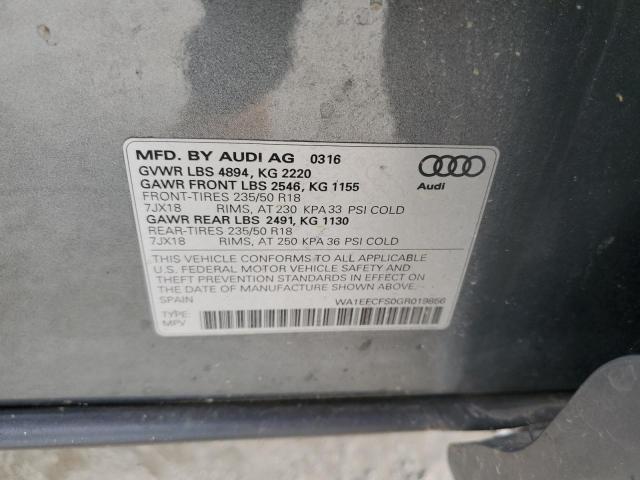 MFD. BY AUDI AG 0316
GVWR LBS 4894, KG 2220
GAWR FRONT LBS 2546, KG 1155
FRONT-TIRES 235/50 R18
7JX18 RIMS, AT 230 KPA 33 PSI COLD
GAWR REAR LBS 2491, KG 1130
REAR-TIRES 235/50 R18
7JX18 RIMS, AT 250 KPA 36 PSI COLD
Audi
THIS VEHICLE CONFORMS TO ALL APPLICABLE
U.S. FEDERAL MOTOR VEHICLE SAFETY AND
THEFT PREVENTION STANDARDS IN EFFECT ON
THE DATE OF MANUFACTURE SHOWN ABOVE.
SPAIN WA1EFCFS0GR019856
TYPE:
MPV